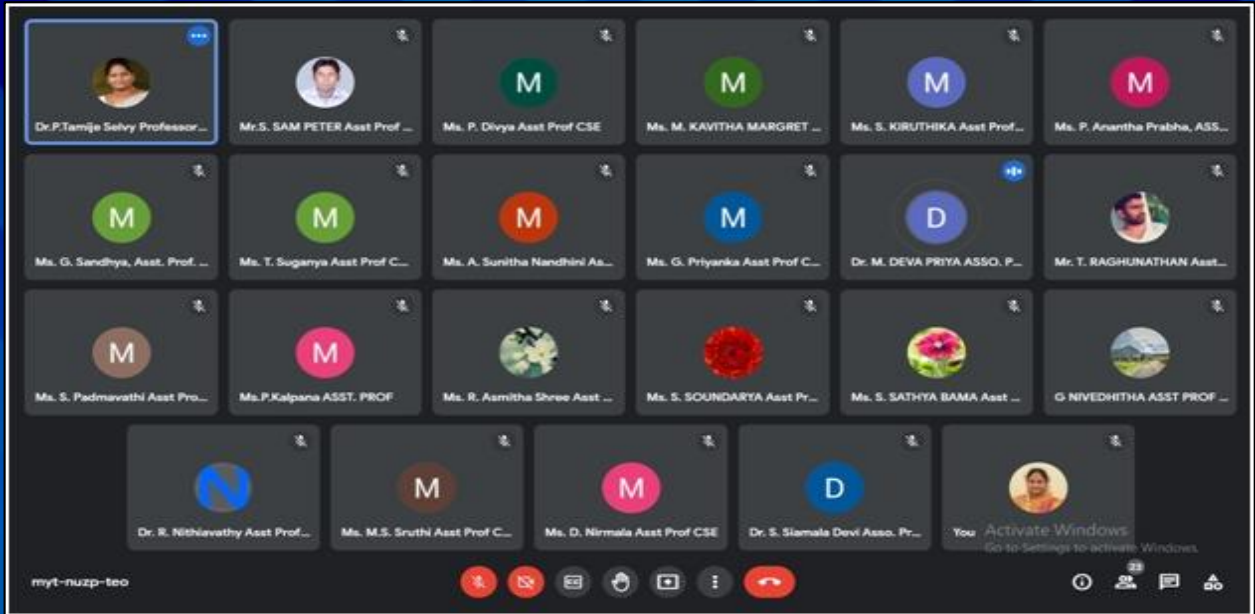 Dr.P.Tamije Selvy Professor...
Mr.S. SAM PETER Asst Prof ...
M
Ms. P. Divya Asst Prof CSE
M
Ms. M. KAVITHA MARGRET ...
M
Ms. S. KIRUTHIKA Asst Prof...
M
Ms. P. Anantha Prabha, ASS...
M
Ms. G. Sandhya, Asst. Prof. ...
M
Ms. T. Suganya Asst Prof C...
M
Ms. A. Sunitha Nandhini As...
M
Ms. G. Priyanka Asst Prof C...
D
Dr. M. DEVA PRIYA ASSO. P...
Mr. T. RAGHUNATHAN Asst...
M
Ms. S. Padmavathi Asst Pro...
M
Ms.P.Kalpana ASST. PROF
Ms. R. Asmitha Shree Asst ...
Ms. S. SOUNDARYA Asst Pr...
Ms. S. SATHYA BAMA Asst ...
G NIVEDHITHA ASST PROF ...
N
Dr. R. Nithiavathy Asst Prof...
M
Ms. M.S. Sruthi Asst Prof C...
M
Ms. D. Nirmala Asst Prof CSE
D
Dr. S. Siamala Devi Asso. Pr...
You
Activate Windows
Go to Settings to activate Windows.
myt-nuzp-teo
23